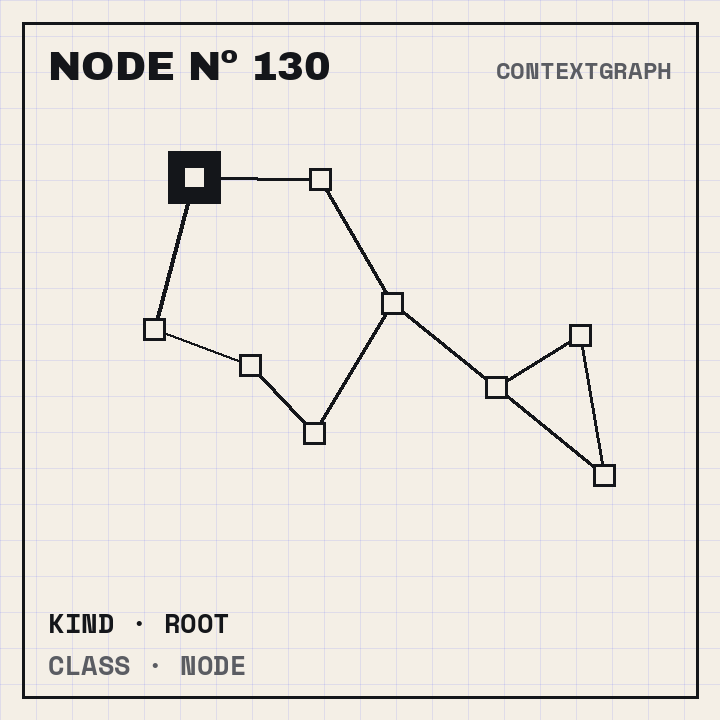 NODE Nº 130
CONTEXTGRAPH
KIND · ROOT
CLASS · NODE